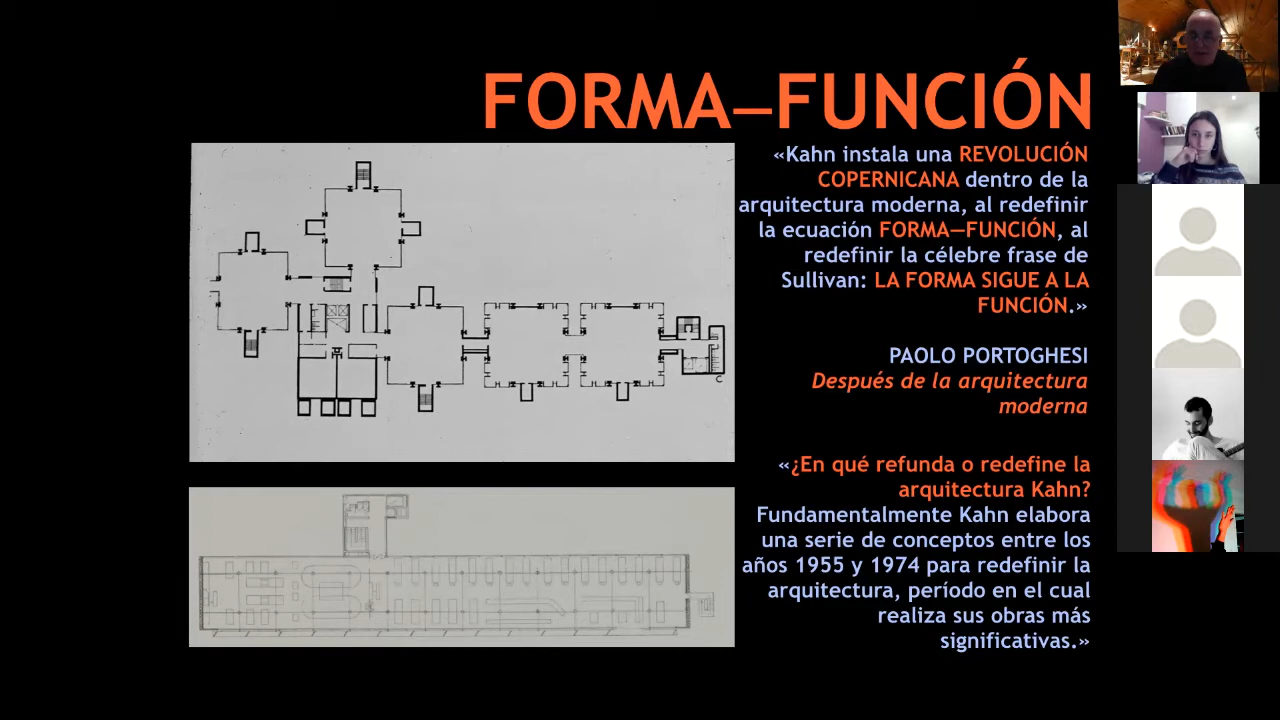 FORMA—FUNCIÓN
«Kahn instala una REVOLUCIÓN
COPERNICANA dentro de la
arquitectura moderna, al redefinir
la ecuación FORMA—FUNCIÓN, al
redefinir la célebre frase de
Sullivan: LA FORMA SIGUE A LA
FUNCIÓN.»
PAOLO PORTOGHESI
Después de la arquitectura
moderna
«¿En qué refunda o redefine la
arquitectura Kahn?
Fundamentalmente Kahn elabora
una serie de conceptos entre los
años 1955 y 1974 para redefinir la
arquitectura, período en el cual
realiza sus obras más
significativas.»